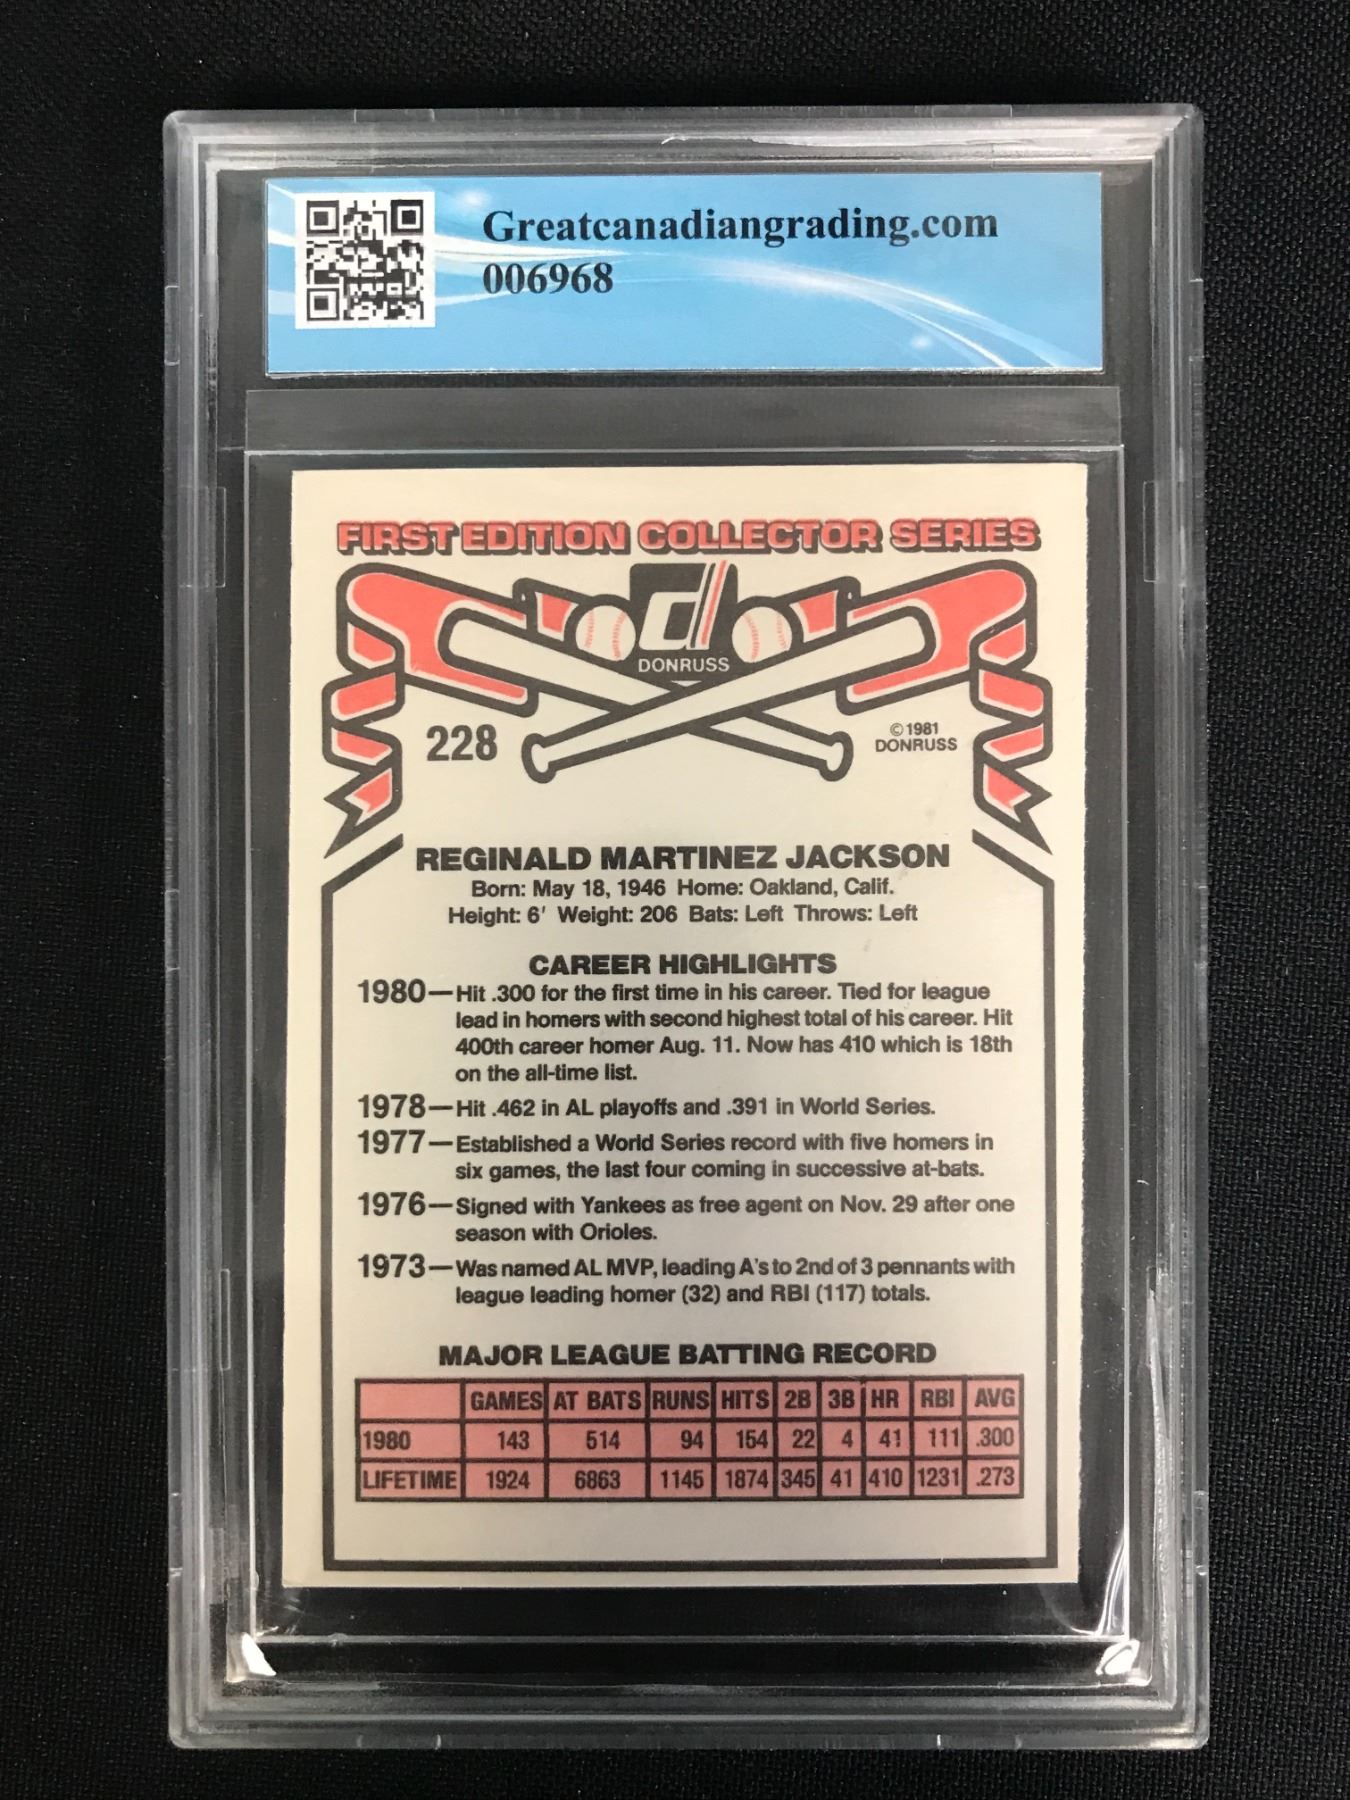 Greatcanadiangrading.com
006968
FIRST EDITION COLLECTOR SERIES
d
DONRUSS
228
© 1981
DONRUSS
REGINALD MARTINEZ JACKSON
Born: May 18, 1946 Home: Oakland, Calif.
Height: 6' Weight: 206 Bats: Left Throws: Left
CAREER HIGHLIGHTS
1980—Hit .300 for the first time in his career. Tied for league
lead in homers with second highest total of his career. Hit
400th career homer Aug. 11. Now has 410 which is 18th
on the all-time list.
1978—Hit .462 in AL playoffs and .391 in World Series.
1977—Established a World Series record with five homers in
six games, the last four coming in successive at-bats.
1976—Signed with Yankees as free agent on Nov. 29 after one
season with Orioles.
1973—Was named AL MVP, leading A's to 2nd of 3 pennants with
league leading homer (32) and RBI (117) totals.
MAJOR LEAGUE BATTING RECORD
GAMES AT BATS RUNS HITS 2B 3B HR RBI AVG
1980 143 514 94 154 22 4 41 111 .300
LIFETIME 1924 6863 1145 1874 345 41 410 1231 .273